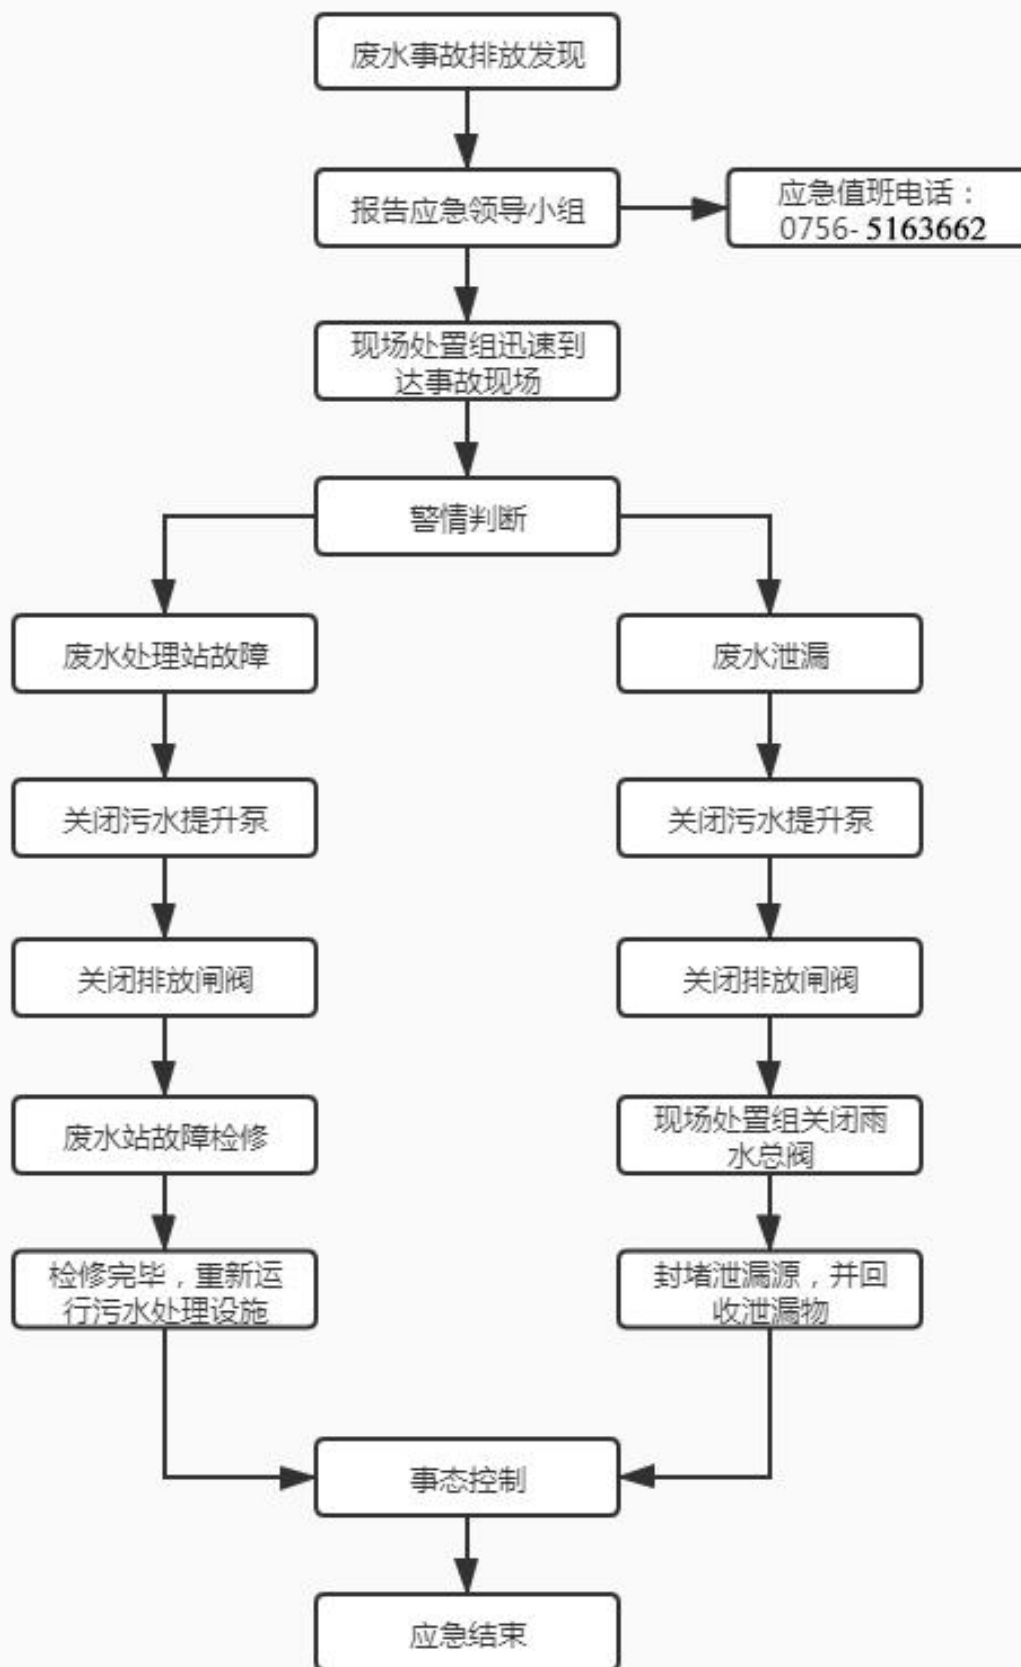 废水事故排放发现
报告应急领导小组
应急值班电话：
0756- 5163662
现场处置组迅速到
达事故现场
警情判断
废水处理站故障
废水泄漏
关闭污水提升泵
关闭污水提升泵
关闭排放闸阀
关闭排放闸阀
废水站故障检修
现场处置组关闭雨
水总阀
检修完毕，重新运
行污水处理设施
封堵泄漏源，并回
收泄漏物
事态控制
应急结束